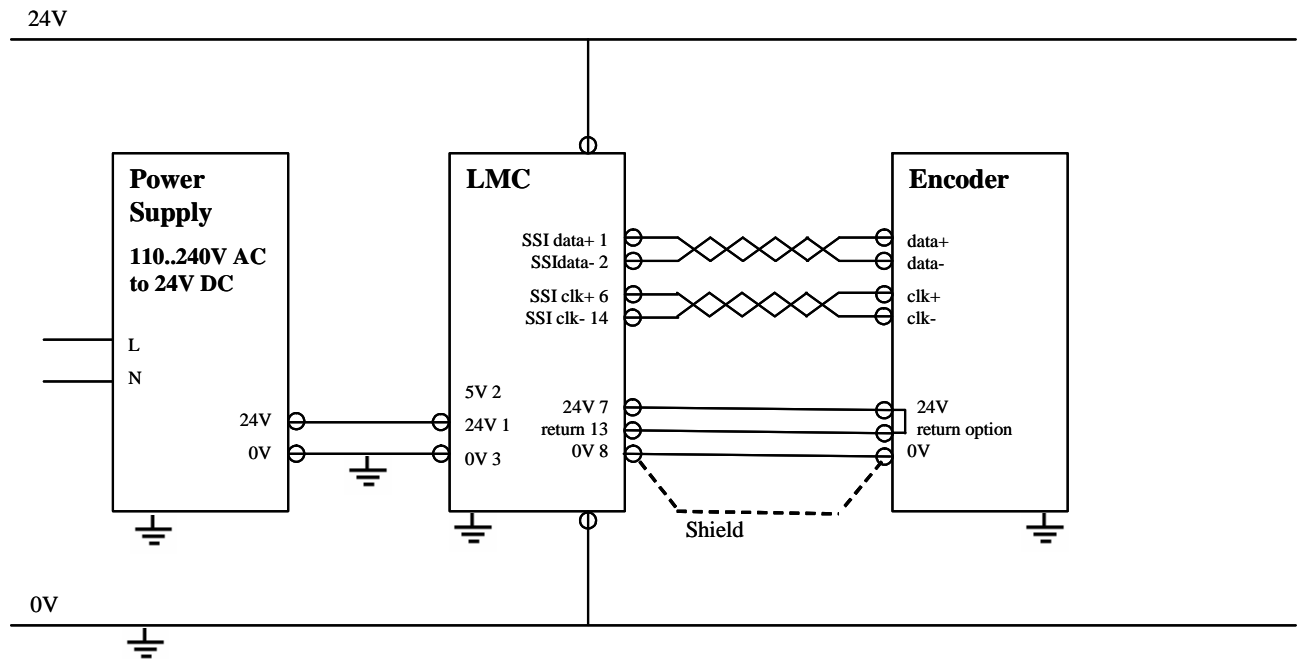 24V
Power
Supply
110..240V AC
to 24V DC
L
N
24V
0V
LMC
SSI data+ 1
SSIdata- 2
SSI clk+ 6
SSI clk- 14
5V 2
24V 1
0V 3
24V 7
return 13
0V 8
Encoder
data+
data-
clk+
clk-
24V
return option
0V
Shield
0V